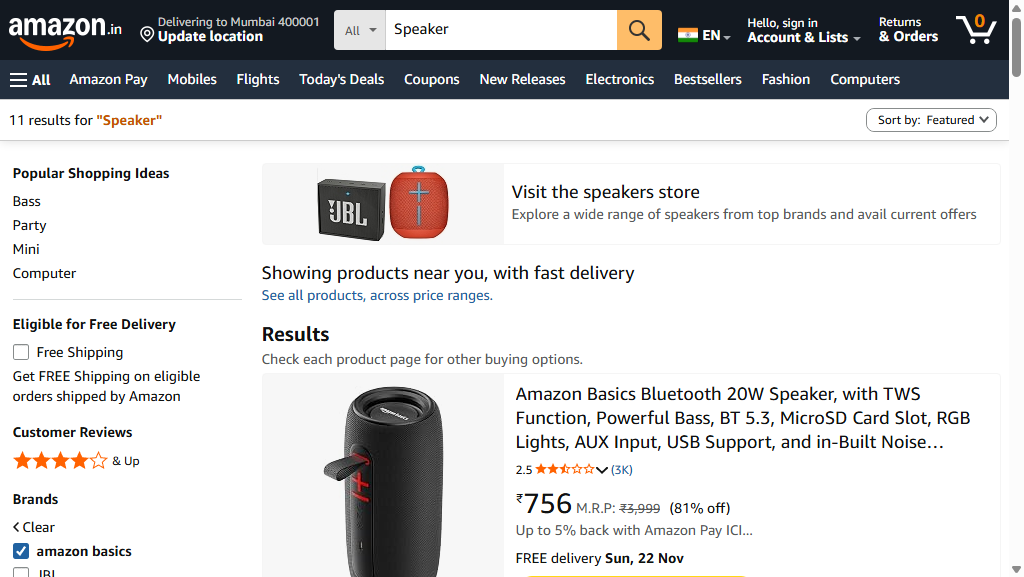 amazon.in
Delivering to Mumbai 400001
Update location
All
Speaker
EN
Hello, sign in
Account & Lists
Returns
& Orders
0
All
Amazon Pay
Mobiles
Flights
Today's Deals
Coupons
New Releases
Electronics
Bestsellers
Fashion
Computers
11 results for "Speaker"
Sort by: Featured
Popular Shopping Ideas
Bass
Party
Mini
Computer
Eligible for Free Delivery
Free Shipping
Get FREE Shipping on eligible
orders shipped by Amazon
Customer Reviews
& Up
Brands
Clear
amazon basics
JBL
JBL
Visit the speakers store
Explore a wide range of speakers from top brands and avail current offers
Showing products near you, with fast delivery
See all products, across price ranges.
Results
Check each product page for other buying options.
amazon basics
Amazon Basics Bluetooth 20W Speaker, with TWS
Function, Powerful Bass, BT 5.3, MicroSD Card Slot, RGB
Lights, AUX Input, USB Support, and in-Built Noise…
2.5 (3K)
₹756 M.R.P: ₹3,999 (81% off)
Up to 5% back with Amazon Pay ICI…
FREE delivery Sun, 22 Nov